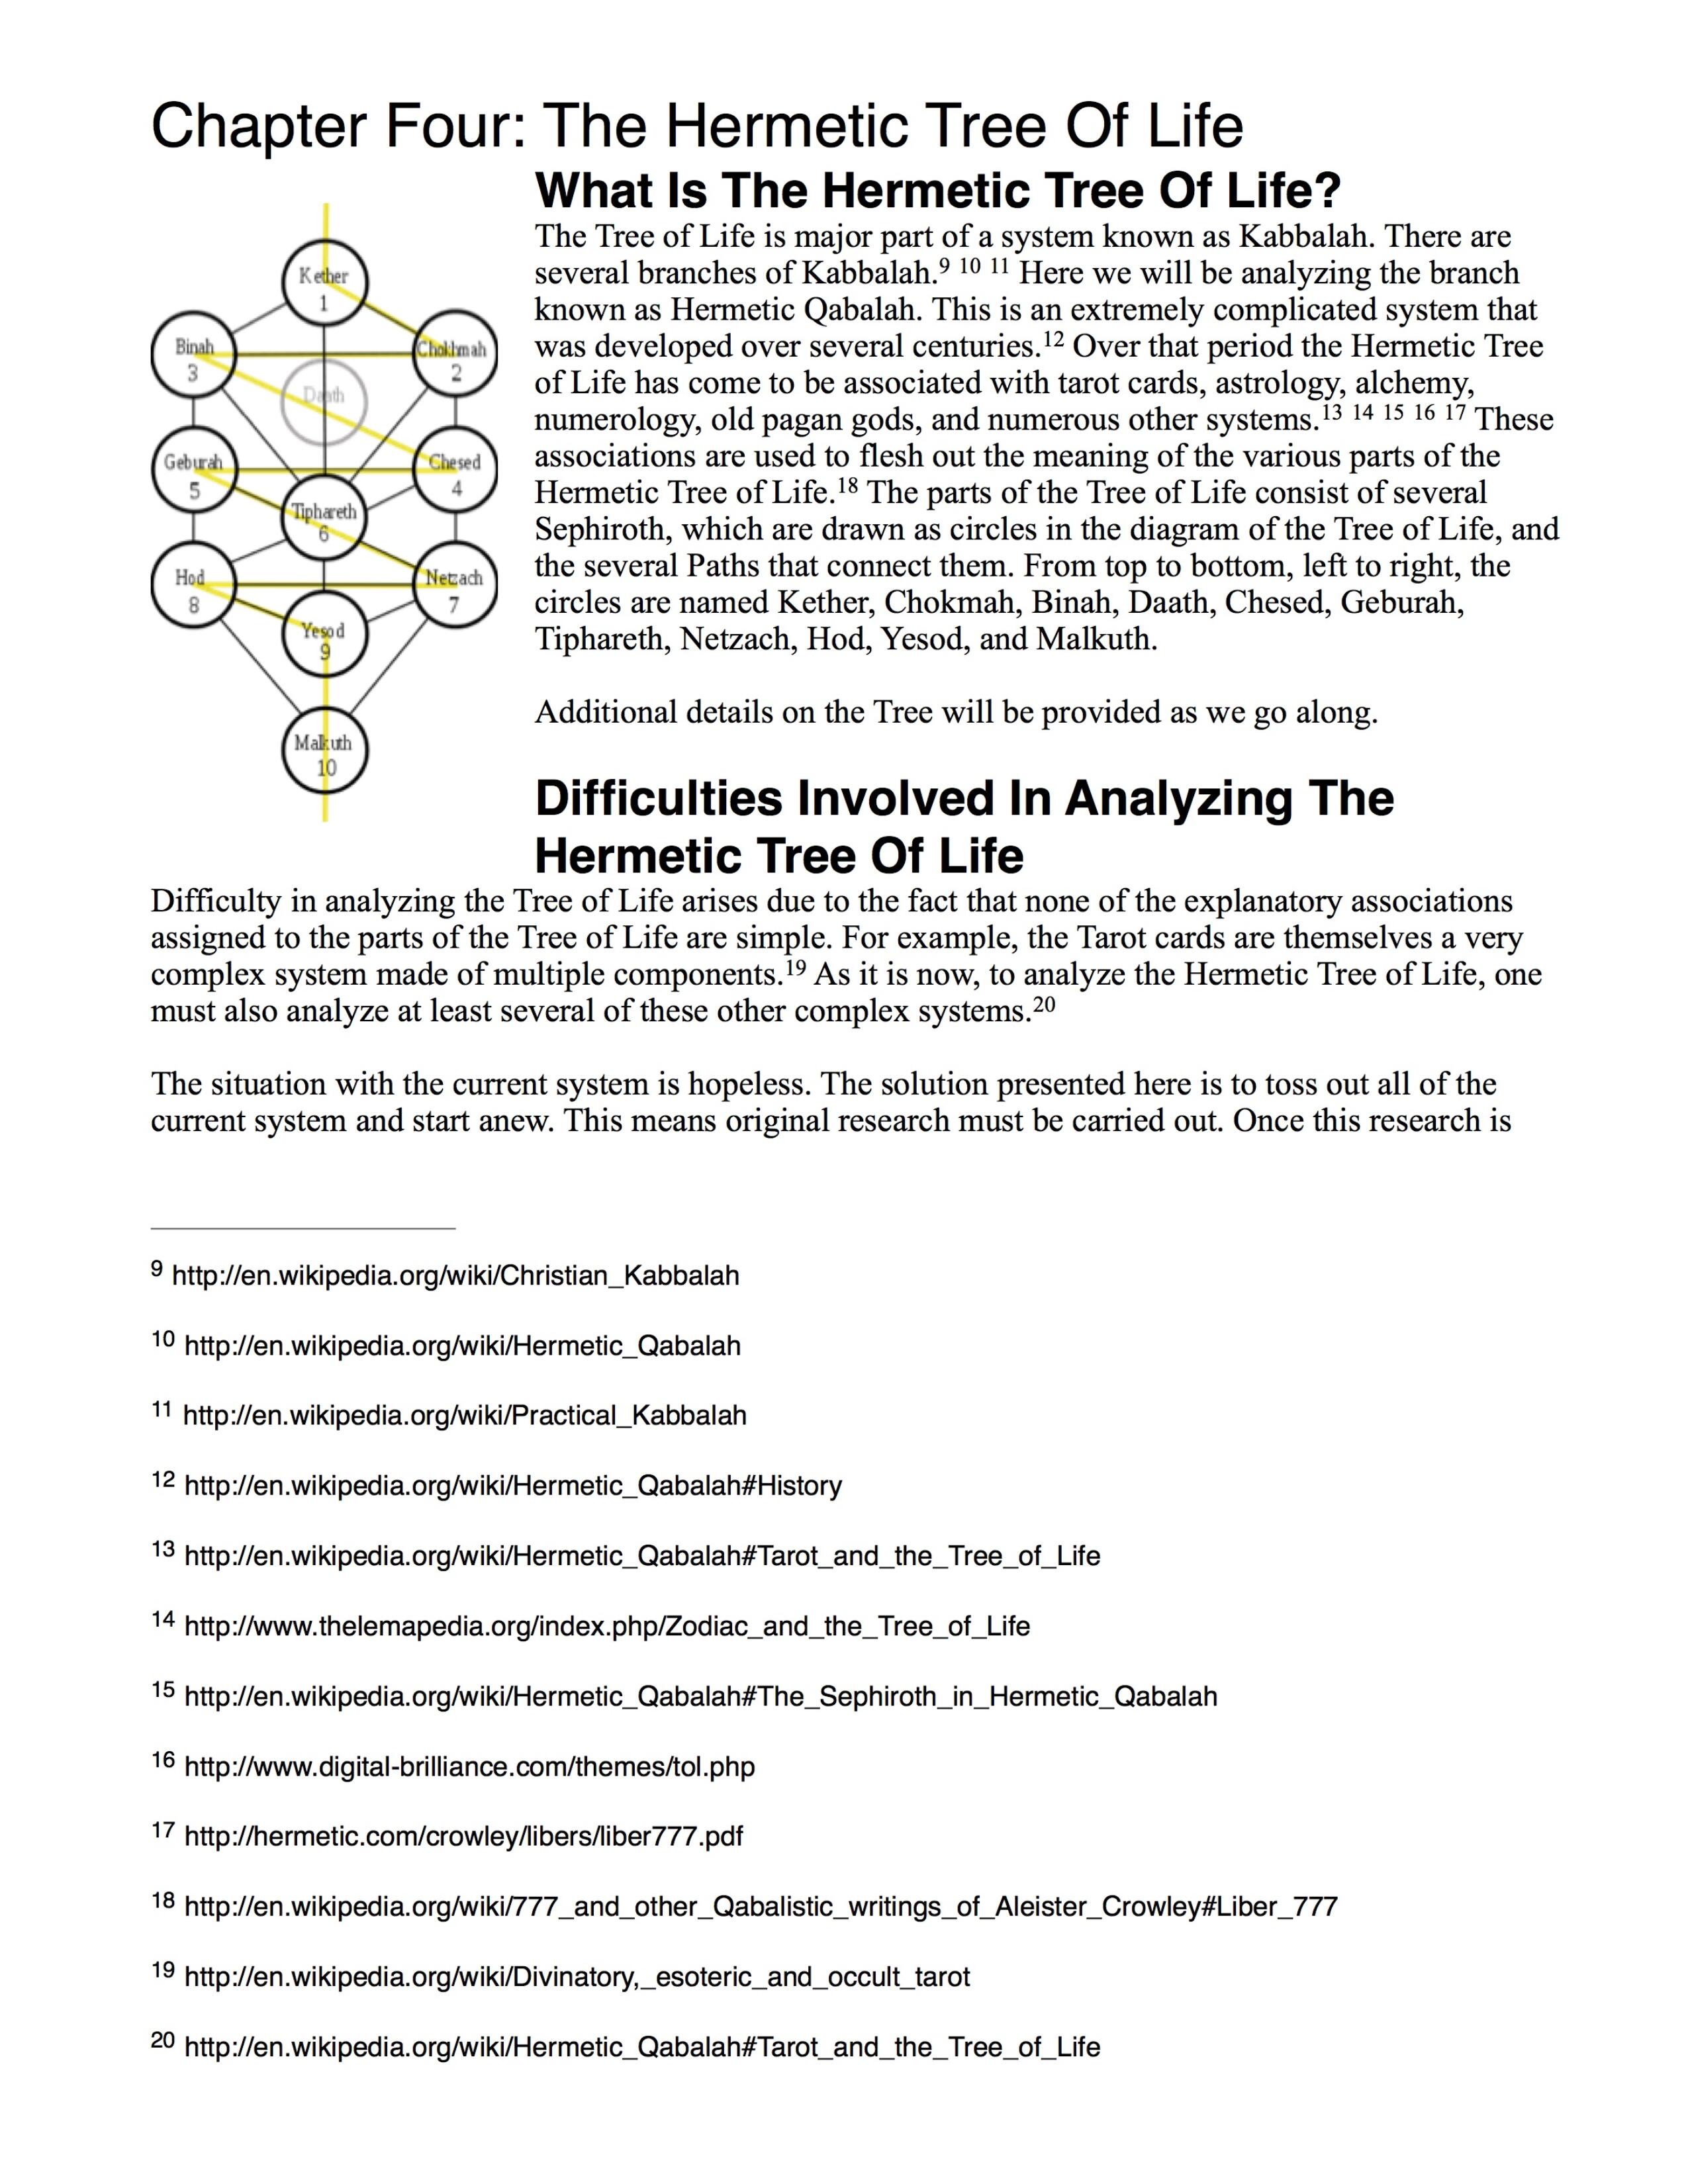 Chapter Four: The Hermetic Tree Of Life
Kether
1
Binah
3
Chokhmah
2
Daath
Geburah
5
Chesed
4
Tiphareth
6
Hod
8
Netzach
7
Yesod
9
Malkuth
10
What Is The Hermetic Tree Of Life?
The Tree of Life is major part of a system known as Kabbalah. There are
several branches of Kabbalah.9 10 11 Here we will be analyzing the branch
known as Hermetic Qabalah. This is an extremely complicated system that
was developed over several centuries.12 Over that period the Hermetic Tree
of Life has come to be associated with tarot cards, astrology, alchemy,
numerology, old pagan gods, and numerous other systems.13 14 15 16 17 These
associations are used to flesh out the meaning of the various parts of the
Hermetic Tree of Life.18 The parts of the Tree of Life consist of several
Sephiroth, which are drawn as circles in the diagram of the Tree of Life, and
the several Paths that connect them. From top to bottom, left to right, the
circles are named Kether, Chokmah, Binah, Daath, Chesed, Geburah,
Tiphareth, Netzach, Hod, Yesod, and Malkuth.
Additional details on the Tree will be provided as we go along.
Difficulties Involved In Analyzing The
Hermetic Tree Of Life
Difficulty in analyzing the Tree of Life arises due to the fact that none of the explanatory associations
assigned to the parts of the Tree of Life are simple. For example, the Tarot cards are themselves a very
complex system made of multiple components.19 As it is now, to analyze the Hermetic Tree of Life, one
must also analyze at least several of these other complex systems.20
The situation with the current system is hopeless. The solution presented here is to toss out all of the
current system and start anew. This means original research must be carried out. Once this research is
9 http://en.wikipedia.org/wiki/Christian_Kabbalah
10 http://en.wikipedia.org/wiki/Hermetic_Qabalah
11 http://en.wikipedia.org/wiki/Practical_Kabbalah
12 http://en.wikipedia.org/wiki/Hermetic_Qabalah#History
13 http://en.wikipedia.org/wiki/Hermetic_Qabalah#Tarot_and_the_Tree_of_Life
14 http://www.thelemapedia.org/index.php/Zodiac_and_the_Tree_of_Life
15 http://en.wikipedia.org/wiki/Hermetic_Qabalah#The_Sephiroth_in_Hermetic_Qabalah
16 http://www.digital-brilliance.com/themes/tol.php
17 http://hermetic.com/crowley/libers/liber777.pdf
18 http://en.wikipedia.org/wiki/777_and_other_Qabalistic_writings_of_Aleister_Crowley#Liber_777
19 http://en.wikipedia.org/wiki/Divinatory,_esoteric_and_occult_tarot
20 http://en.wikipedia.org/wiki/Hermetic_Qabalah#Tarot_and_the_Tree_of_Life